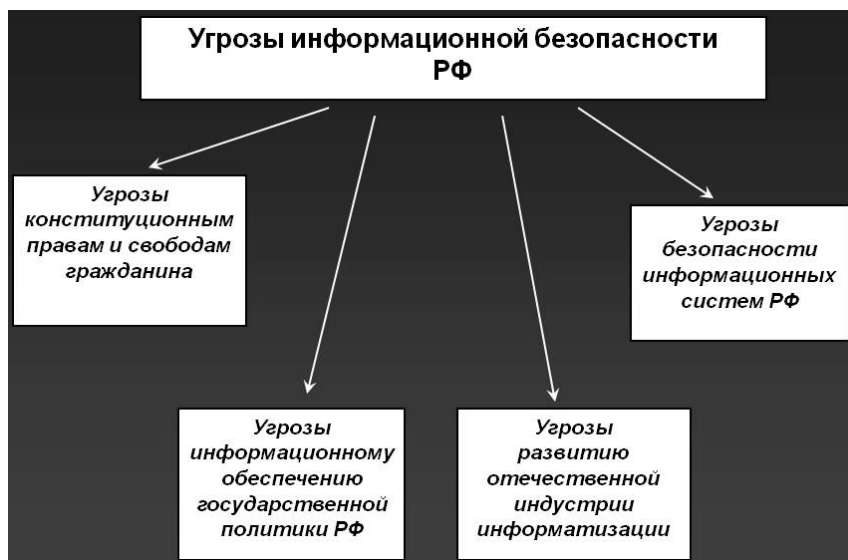 Угрозы информационной безопасности
РФ
Угрозы
конституционным
правам и свободам
гражданина
Угрозы
безопасности
информационных
систем РФ
Угрозы
информационному
обеспечению
государственной
политики РФ
Угрозы
развитию
отечественной
индустрии
информатизации